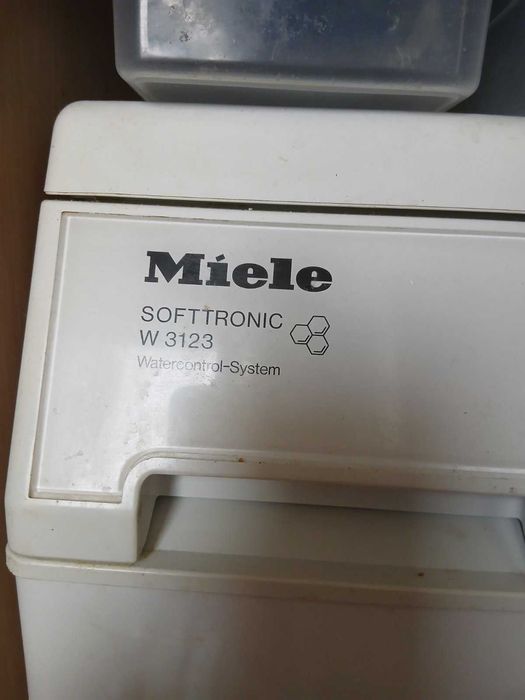 Miele
SOFTTRONIC
W 3123
Watercontrol-System